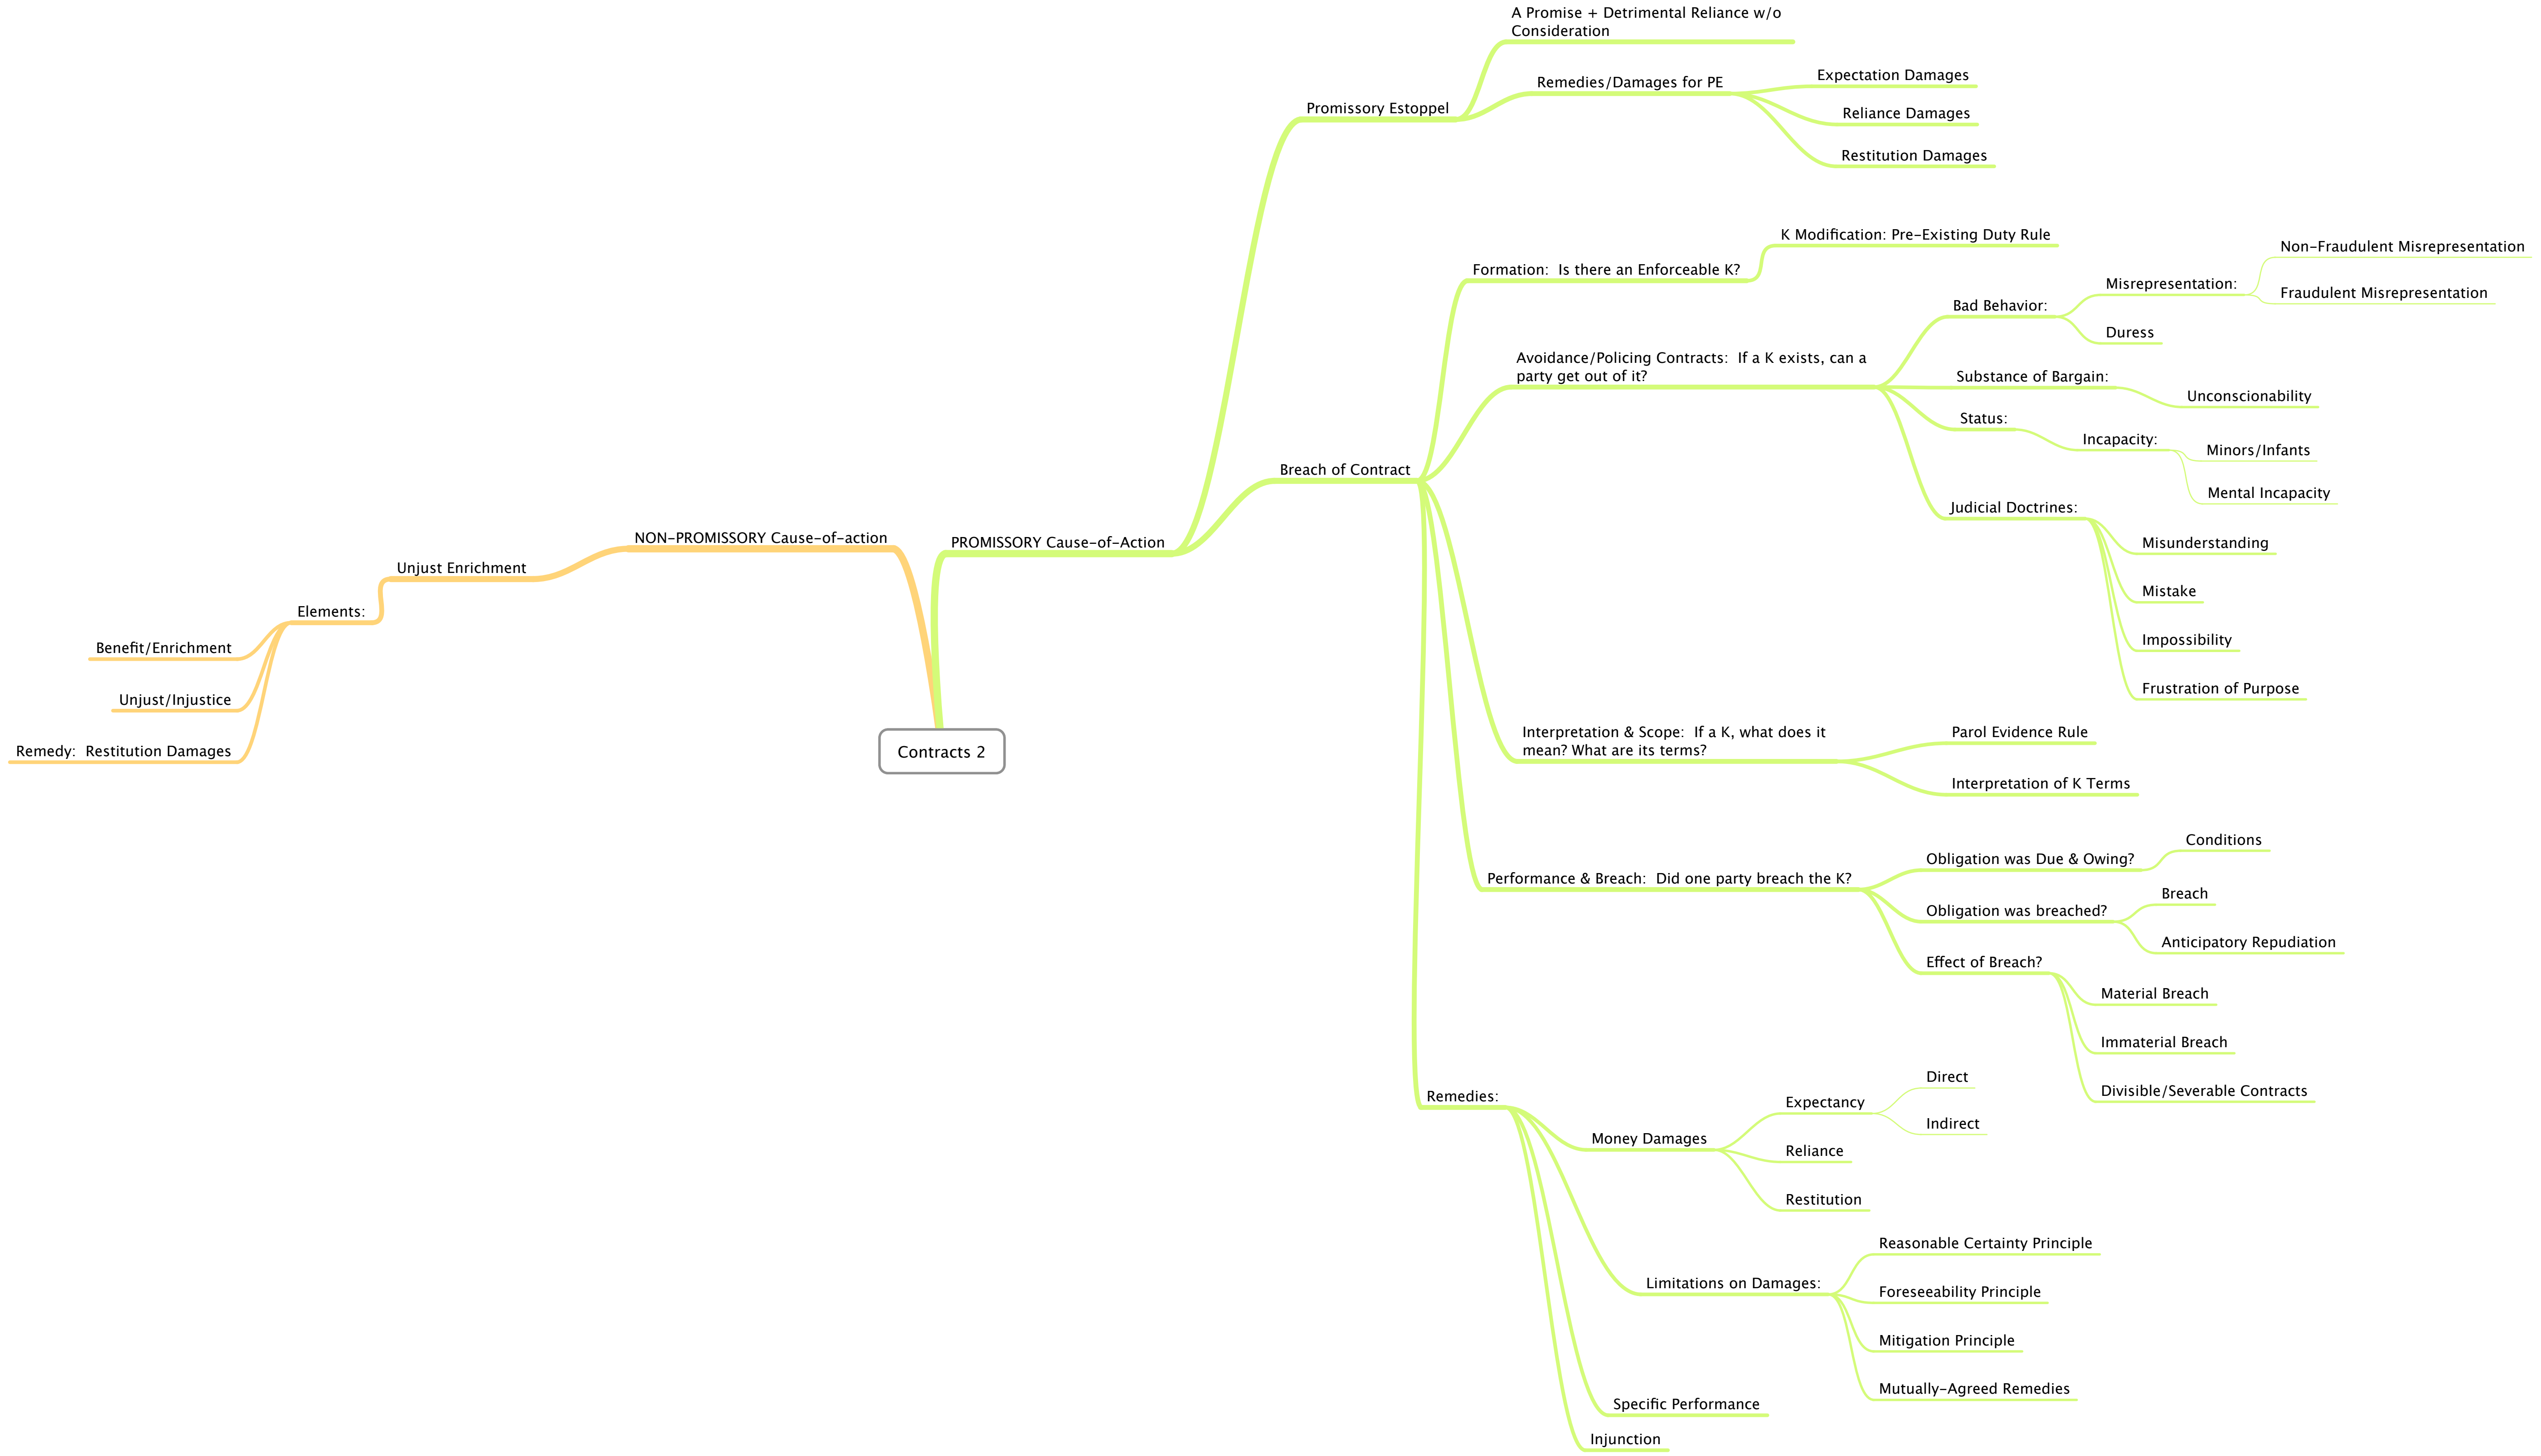 Contracts 2
PROMISSORY Cause-of-Action
Promissory Estoppel
A Promise + Detrimental Reliance w/o
Consideration
Remedies/Damages for PE
Expectation Damages
Reliance Damages
Restitution Damages
Breach of Contract
Formation:  Is there an Enforceable K?
K Modification: Pre-Existing Duty Rule
Avoidance/Policing Contracts:  If a K exists, can a
party get out of it?
Bad Behavior:
Misrepresentation:
Non-Fraudulent Misrepresentation
Fraudulent Misrepresentation
Duress
Substance of Bargain:
Unconscionability
Status:
Incapacity:
Minors/Infants
Mental Incapacity
Judicial Doctrines:
Misunderstanding
Mistake
Impossibility
Frustration of Purpose
Interpretation & Scope:  If a K, what does it
mean? What are its terms?
Parol Evidence Rule
Interpretation of K Terms
Performance & Breach:  Did one party breach the K?
Obligation was Due & Owing?
Conditions
Obligation was breached?
Breach
Anticipatory Repudiation
Effect of Breach?
Material Breach
Immaterial Breach
Divisible/Severable Contracts
Remedies:
Money Damages
Expectancy
Direct
Indirect
Reliance
Restitution
Limitations on Damages:
Reasonable Certainty Principle
Foreseeability Principle
Mitigation Principle
Mutually-Agreed Remedies
Specific Performance
Injunction
NON-PROMISSORY Cause-of-action
Unjust Enrichment
Elements:
Benefit/Enrichment
Unjust/Injustice
Remedy:  Restitution Damages